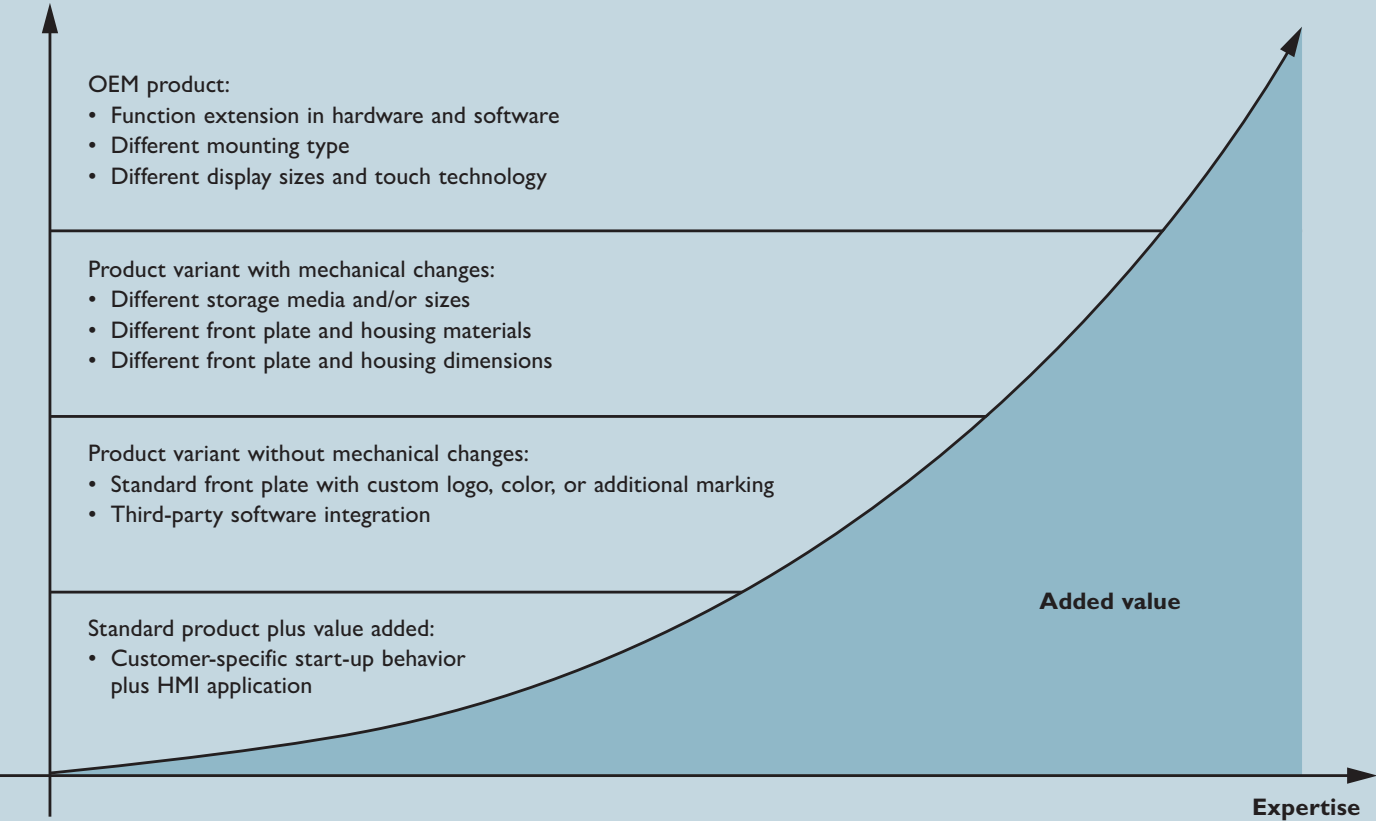 OEM product:
• Function extension in hardware and software
• Different mounting type
• Different display sizes and touch technology
Product variant with mechanical changes:
• Different storage media and/or sizes
• Different front plate and housing materials
• Different front plate and housing dimensions
Product variant without mechanical changes:
• Standard front plate with custom logo, color, or additional marking
• Third-party software integration
Standard product plus value added:
• Customer-specific start-up behavior
plus HMI application
Added value
Expertise